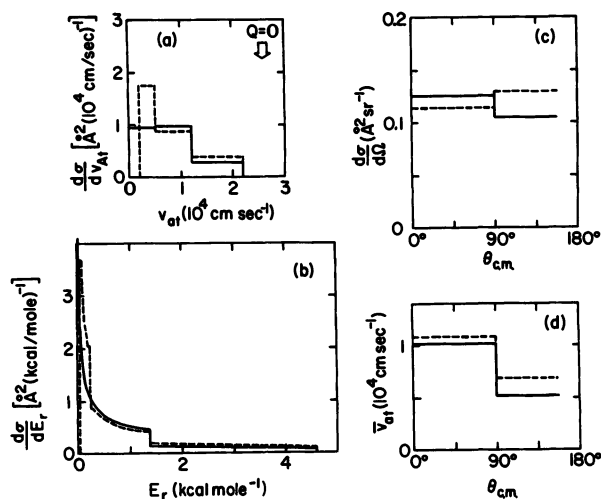 (a)
Q=0
3
2
1
0
0 1 2 3
dσ/dv_At [Å²(10⁴ cm/sec)⁻¹]
v_at (10⁴ cm sec⁻¹)
(c)
0.2
0.1
0
0° 90° 180°
dσ/dΩ (Å² sr⁻¹)
θ_c.m.
(b)
3
2
1
0
0 2 4
dσ/dE_r [Å²(kcal/mole)⁻¹]
E_r (kcal mole⁻¹)
(d)
1
0
0° 90° 180°
v̄_at (10⁴ cm sec⁻¹)
θ_c.m.